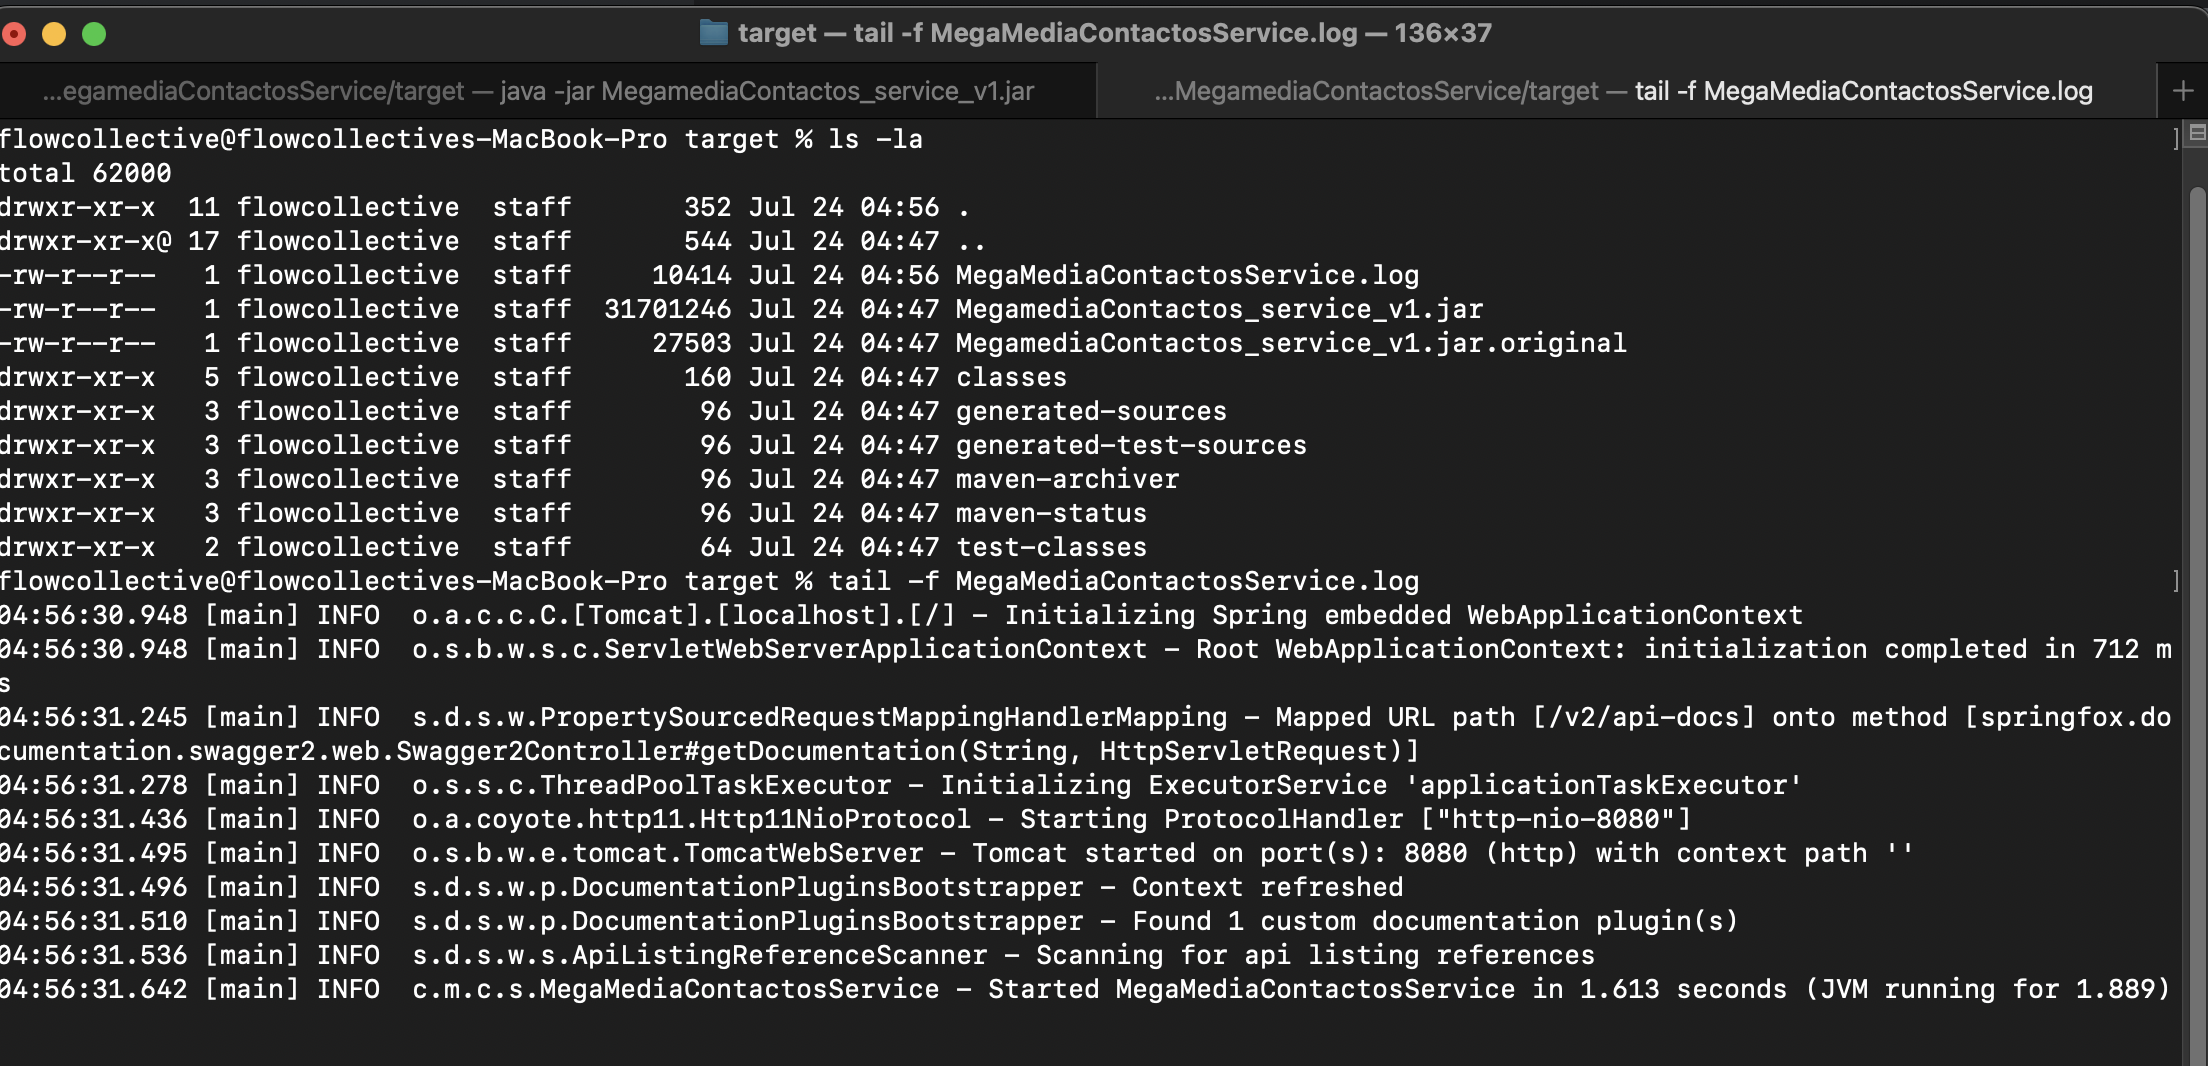 target — tail -f MegaMediaContactosService.log — 136×37
...egamediaContactosService/target — java -jar MegamediaContactos_service_v1.jar
...MegamediaContactosService/target — tail -f MegaMediaContactosService.log
flowcollective@flowcollectives-MacBook-Pro target % ls -la
total 62000
drwxr-xr-x  11 flowcollective  staff       352 Jul 24 04:56 .
drwxr-xr-x@ 17 flowcollective  staff       544 Jul 24 04:47 ..
-rw-r--r--   1 flowcollective  staff     10414 Jul 24 04:56 MegaMediaContactosService.log
-rw-r--r--   1 flowcollective  staff  31701246 Jul 24 04:47 MegamediaContactos_service_v1.jar
-rw-r--r--   1 flowcollective  staff     27503 Jul 24 04:47 MegamediaContactos_service_v1.jar.original
drwxr-xr-x   5 flowcollective  staff       160 Jul 24 04:47 classes
drwxr-xr-x   3 flowcollective  staff        96 Jul 24 04:47 generated-sources
drwxr-xr-x   3 flowcollective  staff        96 Jul 24 04:47 generated-test-sources
drwxr-xr-x   3 flowcollective  staff        96 Jul 24 04:47 maven-archiver
drwxr-xr-x   3 flowcollective  staff        96 Jul 24 04:47 maven-status
drwxr-xr-x   2 flowcollective  staff        64 Jul 24 04:47 test-classes
flowcollective@flowcollectives-MacBook-Pro target % tail -f MegaMediaContactosService.log
04:56:30.948 [main] INFO  o.a.c.c.C.[Tomcat].[localhost].[/] - Initializing Spring embedded WebApplicationContext
04:56:30.948 [main] INFO  o.s.b.w.s.c.ServletWebServerApplicationContext - Root WebApplicationContext: initialization completed in 712 m
s
04:56:31.245 [main] INFO  s.d.s.w.PropertySourcedRequestMappingHandlerMapping - Mapped URL path [/v2/api-docs] onto method [springfox.do
cumentation.swagger2.web.Swagger2Controller#getDocumentation(String, HttpServletRequest)]
04:56:31.278 [main] INFO  o.s.s.c.ThreadPoolTaskExecutor - Initializing ExecutorService 'applicationTaskExecutor'
04:56:31.436 [main] INFO  o.a.coyote.http11.Http11NioProtocol - Starting ProtocolHandler ["http-nio-8080"]
04:56:31.495 [main] INFO  o.s.b.w.e.tomcat.TomcatWebServer - Tomcat started on port(s): 8080 (http) with context path ''
04:56:31.496 [main] INFO  s.d.s.w.p.DocumentationPluginsBootstrapper - Context refreshed
04:56:31.510 [main] INFO  s.d.s.w.p.DocumentationPluginsBootstrapper - Found 1 custom documentation plugin(s)
04:56:31.536 [main] INFO  s.d.s.w.s.ApiListingReferenceScanner - Scanning for api listing references
04:56:31.642 [main] INFO  c.m.c.s.MegaMediaContactosService - Started MegaMediaContactosService in 1.613 seconds (JVM running for 1.889)